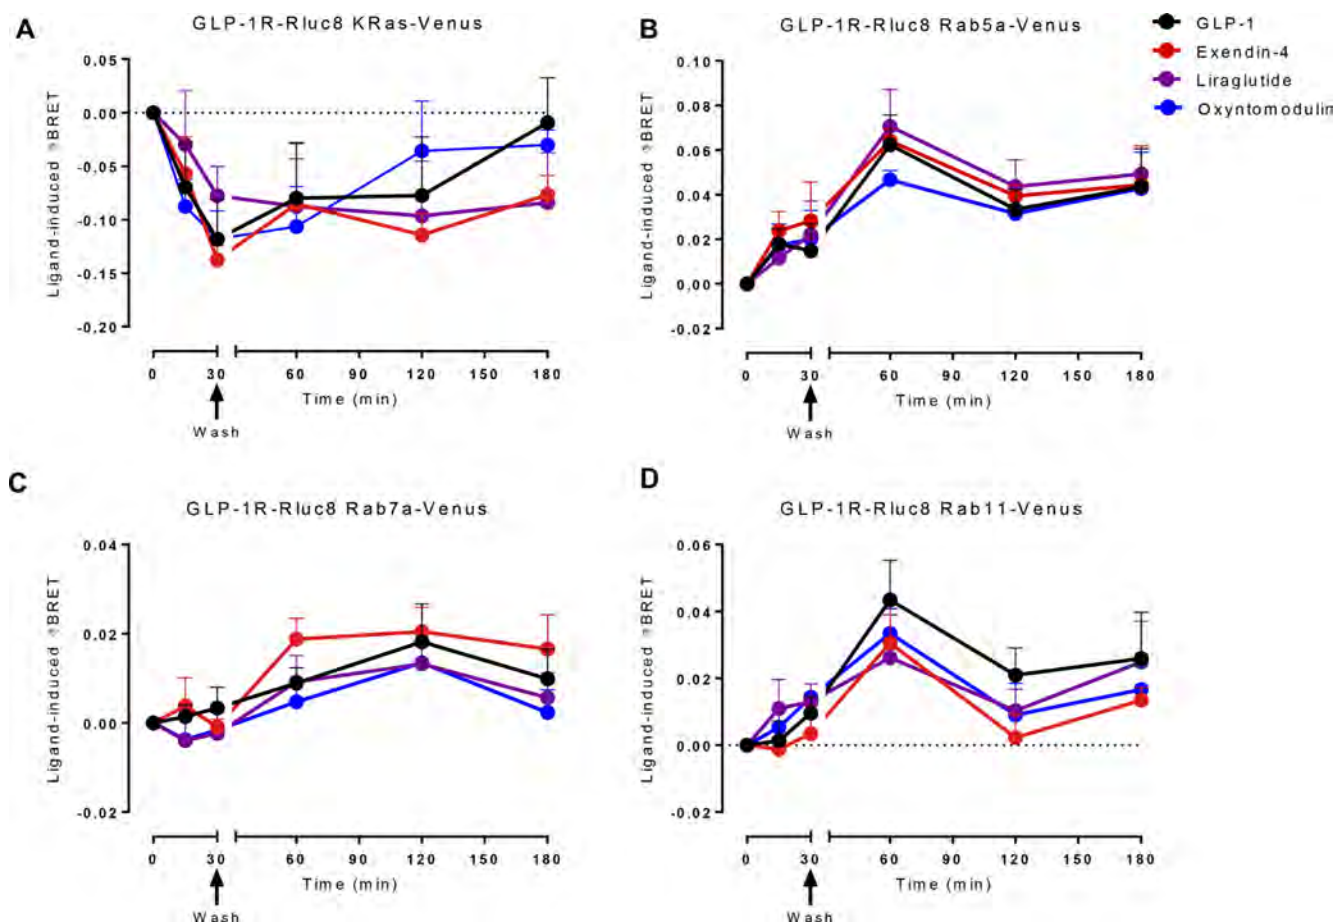 A
GLP-1R-Rluc8 KRas-Venus
Ligand-induced BRET
0.05
0.00
-0.05
-0.10
-0.15
-0.20
0 30 60 90 120 150 180
Time (min)
Wash
B
GLP-1R-Rluc8 Rab5a-Venus
Ligand-induced BRET
0.10
0.08
0.06
0.04
0.02
0.00
-0.02
0 30 60 90 120 150 180
Time (min)
Wash
GLP-1
Exendin-4
Liraglutide
Oxyntomodulin
C
GLP-1R-Rluc8 Rab7a-Venus
Ligand-induced BRET
0.04
0.02
0.00
-0.02
0 30 60 90 120 150 180
Time (min)
Wash
D
GLP-1R-Rluc8 Rab11-Venus
Ligand-induced BRET
0.06
0.04
0.02
0.00
-0.02
0 30 60 90 120 150 180
Time (min)
Wash